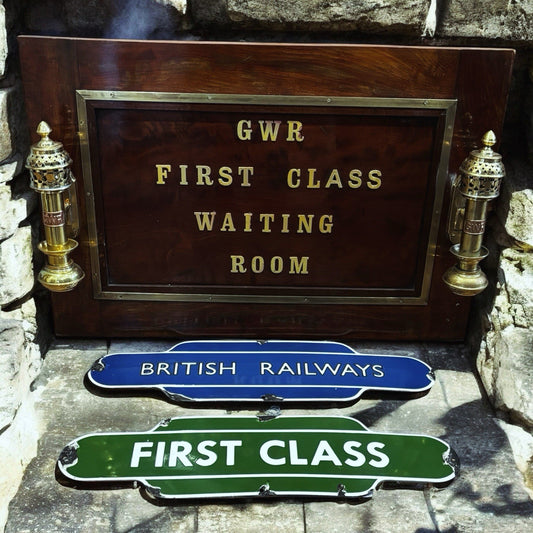 GWR
FIRST CLASS
WAITING
ROOM
BRITISH RAILWAYS
FIRST CLASS